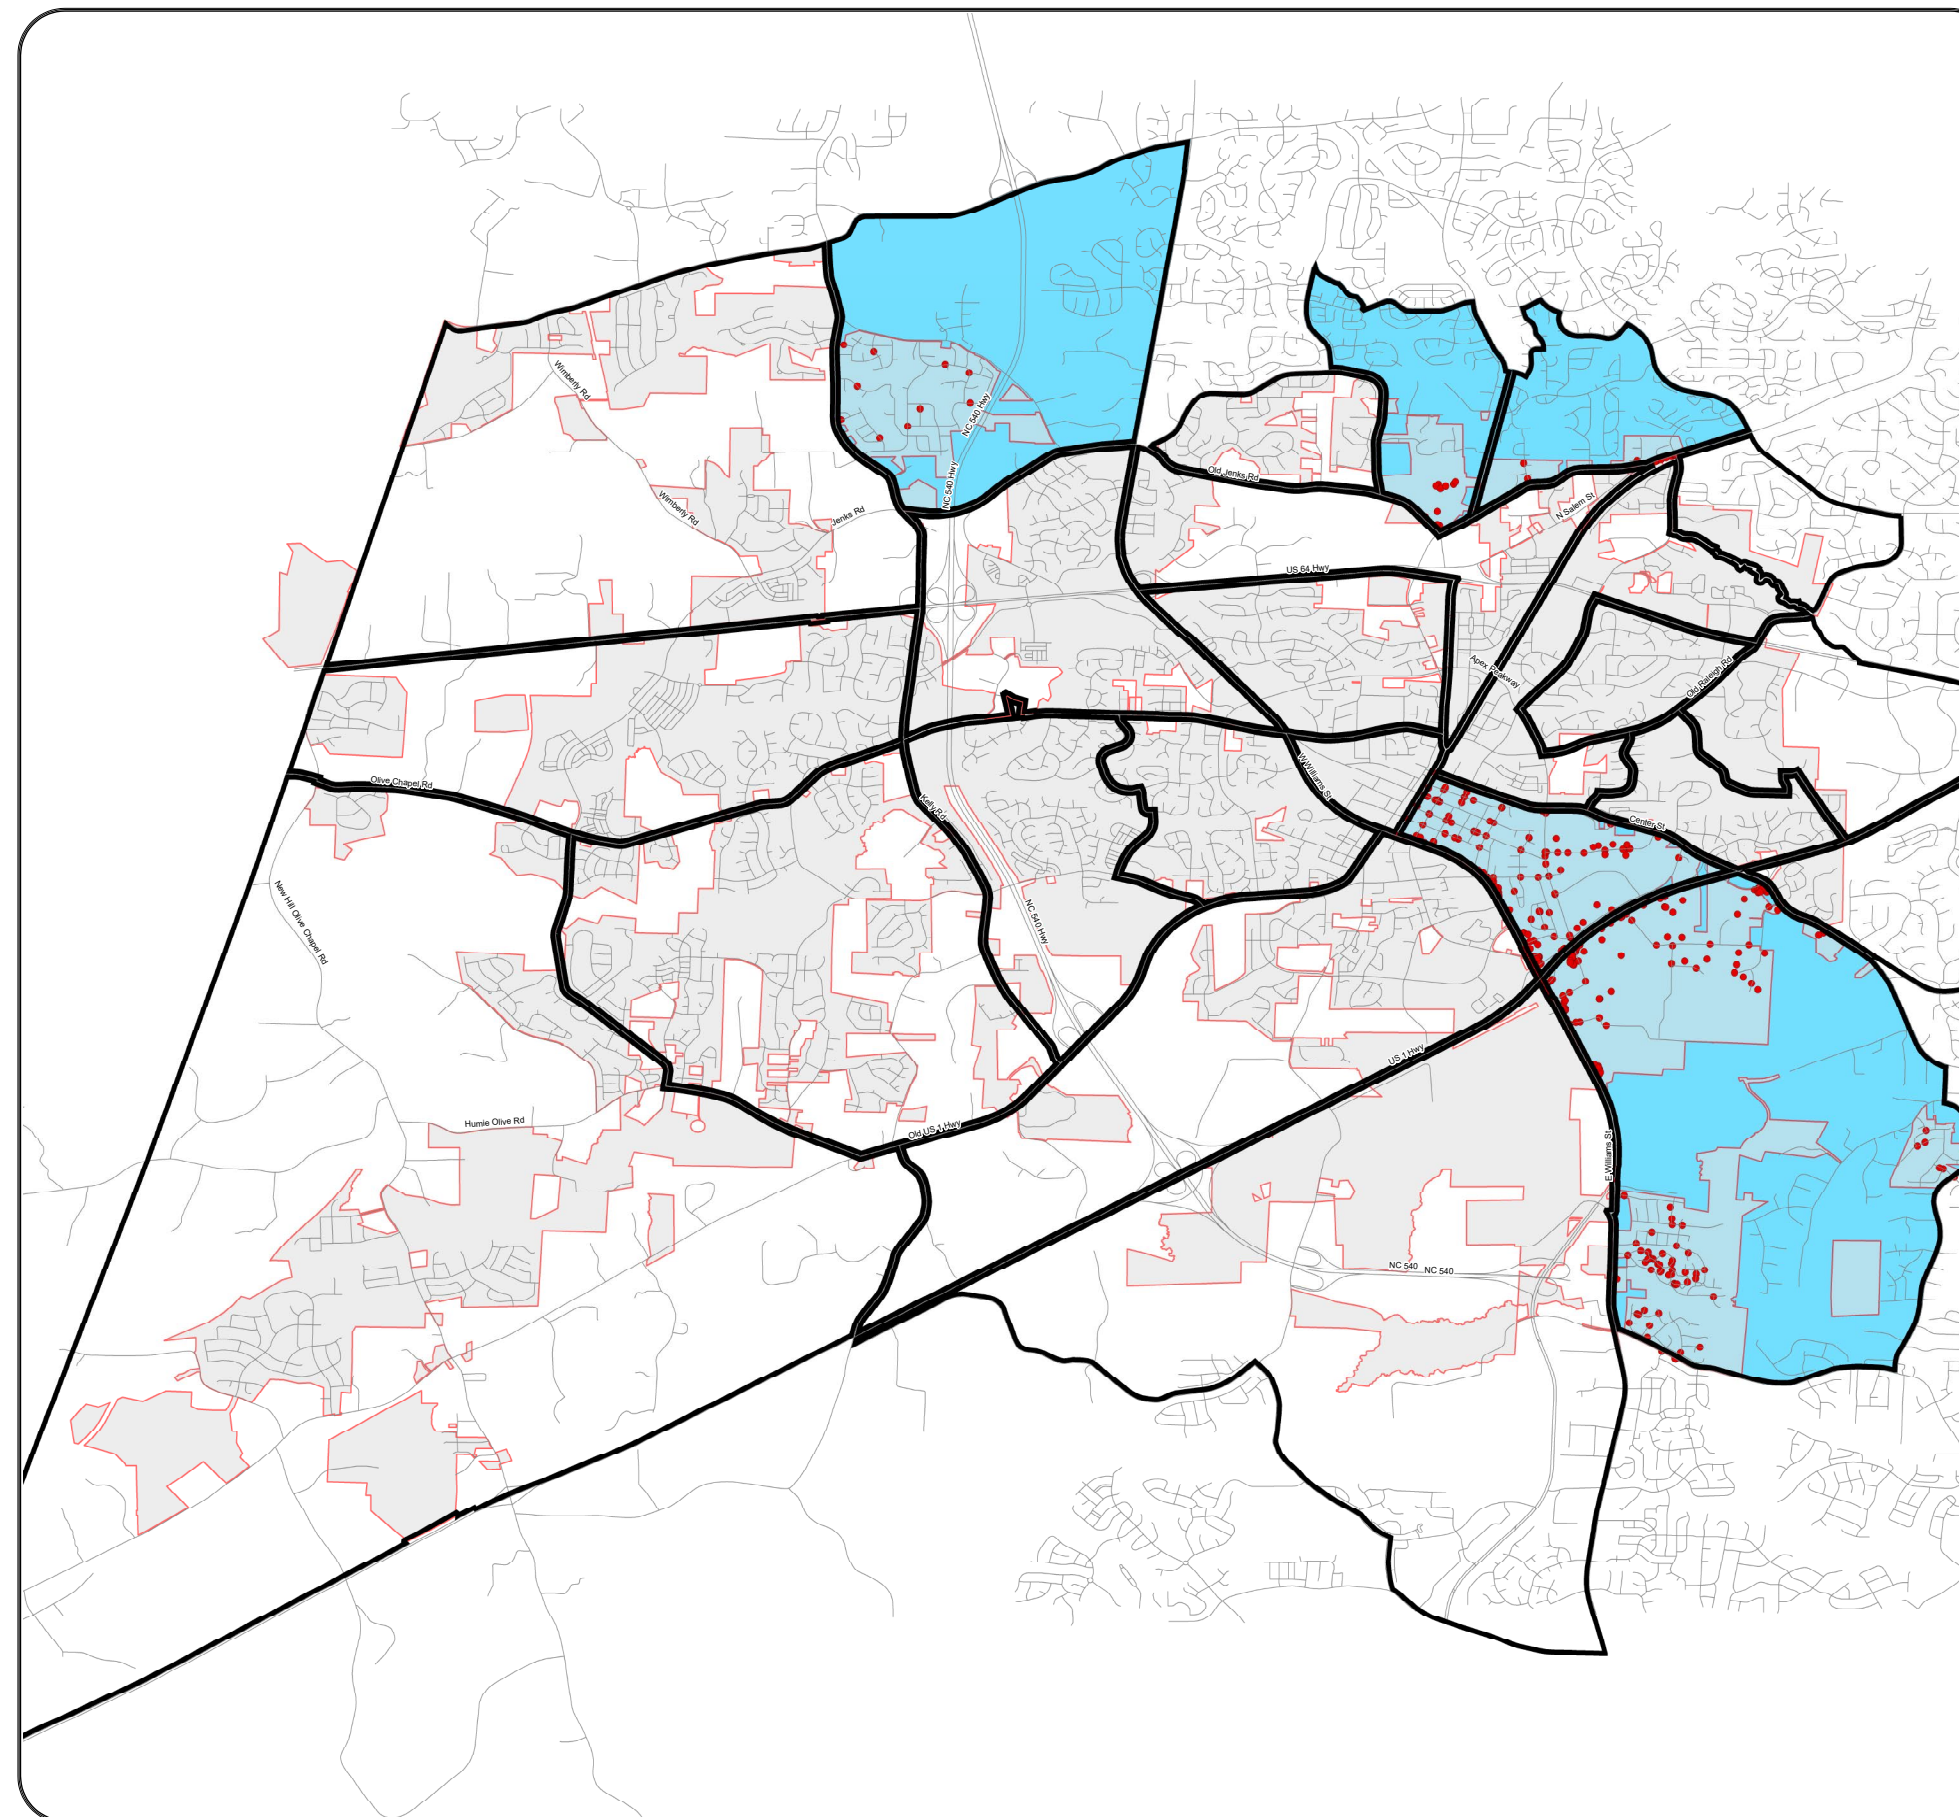 Wimberly Rd
NC 540 Hwy
Old Jenks Rd
NC 540 Hwy
Wimberly Rd
Jenks Rd
N Salem St
US 64 Hwy
Apex Peakway
Old Raleigh Rd
Olive Chapel Rd
W Williams St
Kelly Rd
Center St
New Hill Olive Chapel Rd
NC 540 Hwy
US 1 Hwy
Humie Olive Rd
Old US 1 Hwy
E Williams St
NC 540 NC 540